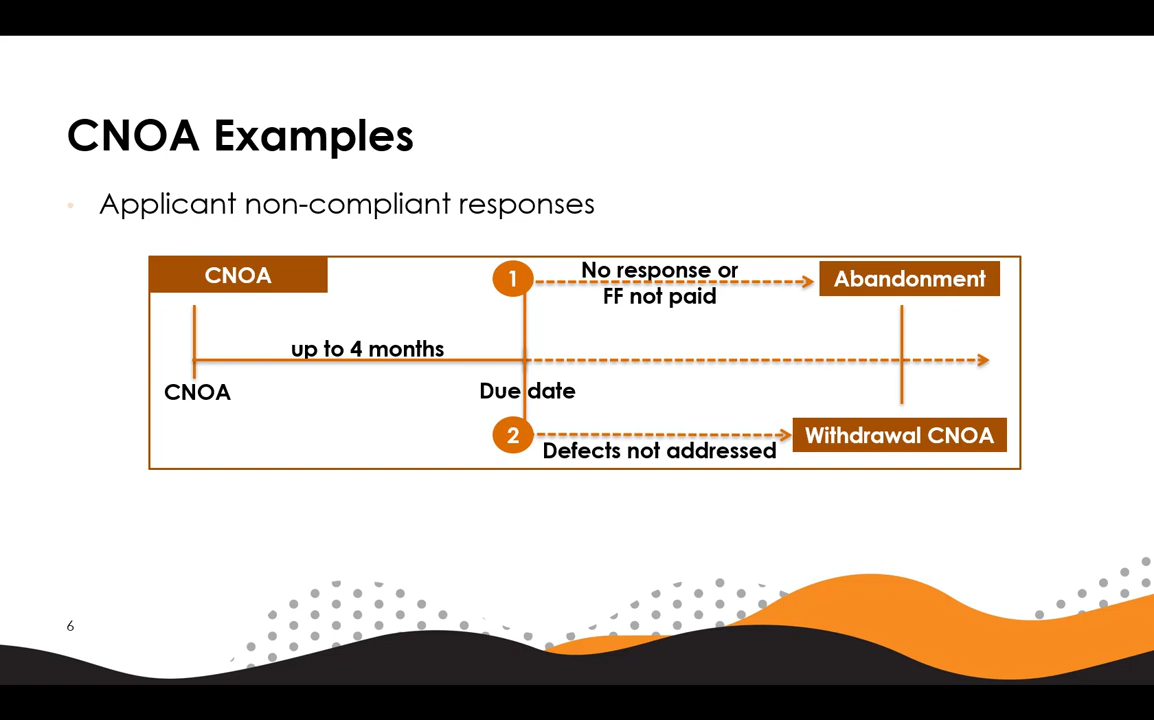 CNOA Examples
• Applicant non-compliant responses
CNOA
1
No response or
FF not paid
Abandonment
up to 4 months
CNOA
Due date
2
Defects not addressed
Withdrawal CNOA
6